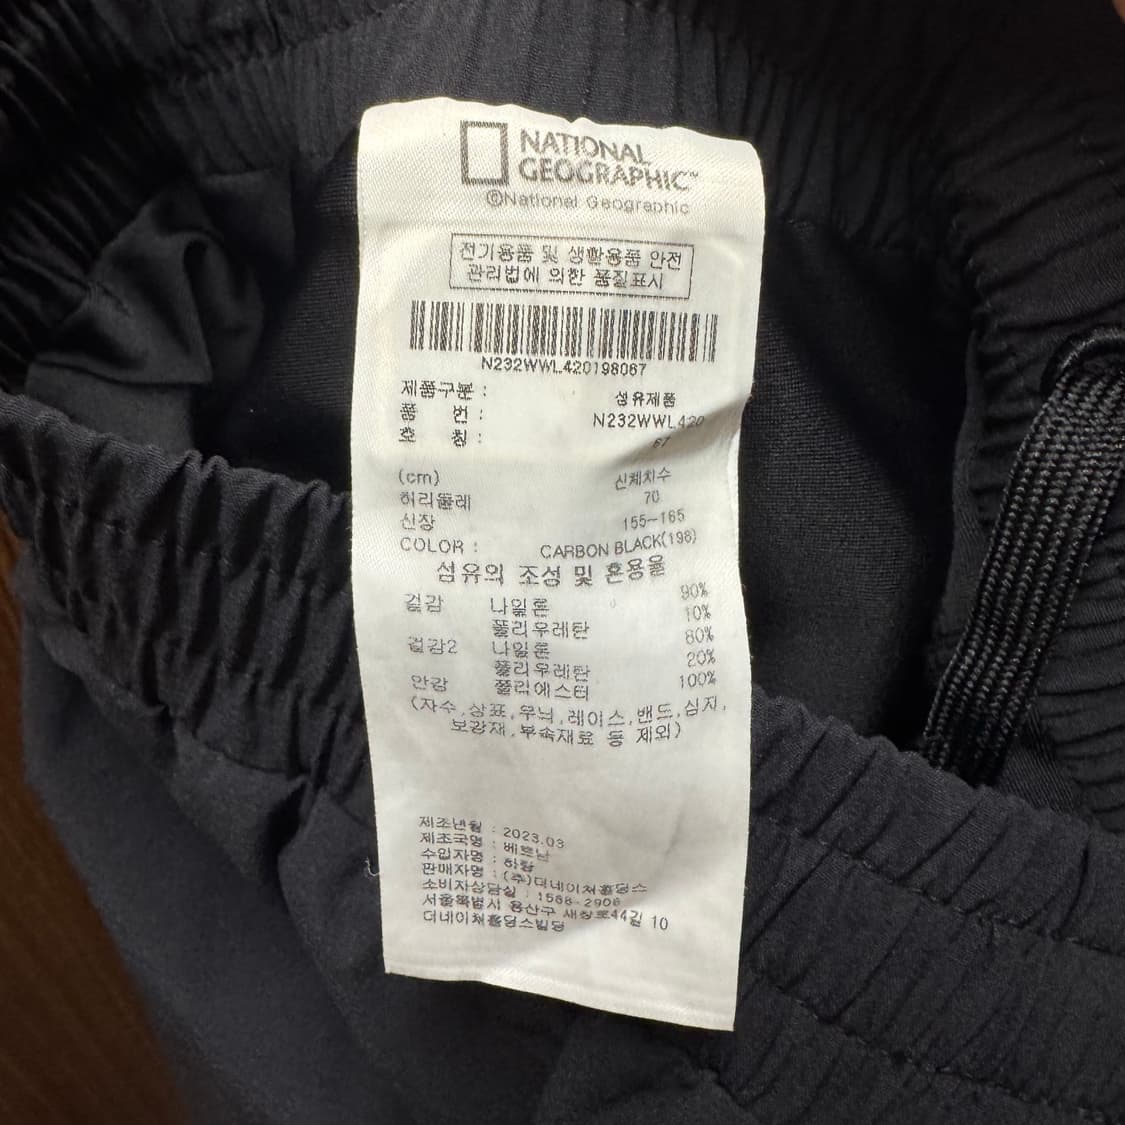 NATIONAL
GEOGRAPHIC™
©National Geographic
전기용품 및 생활용품 안전
관리법에 의한 품질표시
N232WWL420198067
제품구분 : 섬유제품
품 번 : N232WWL420
호 칭 : 67
(cm) 신체치수
허리둘레 70
신장 155-165
COLOR : CARBON BLACK(198)
섬유의 조성 및 혼용율
겉감 나일론 90%
폴리우레탄 10%
겉감2 나일론 80%
폴리우레탄 20%
안감 폴리에스터 100%
(자수,상표,무늬,레이스,밴드,심지,
보강재,부속재료 등 제외)
제조년월 : 2023.03
제조국명 : 베트남
수입자명 :
판매자명 : (주)더네이쳐홀딩스
소비자상담실 : 1588-2906
서울특별시 용산구 새창로44길 10
더네이쳐홀딩스빌딩